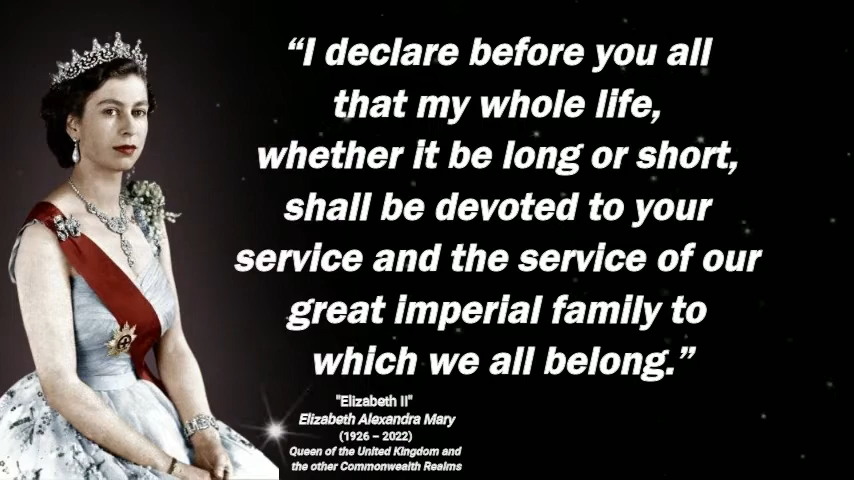 “I declare before you all
that my whole life,
whether it be long or short,
shall be devoted to your
service and the service of our
great imperial family to
which we all belong.”
"Elizabeth II"
Elizabeth Alexandra Mary
(1926 – 2022)
Queen of the United Kingdom and
the other Commonwealth Realms